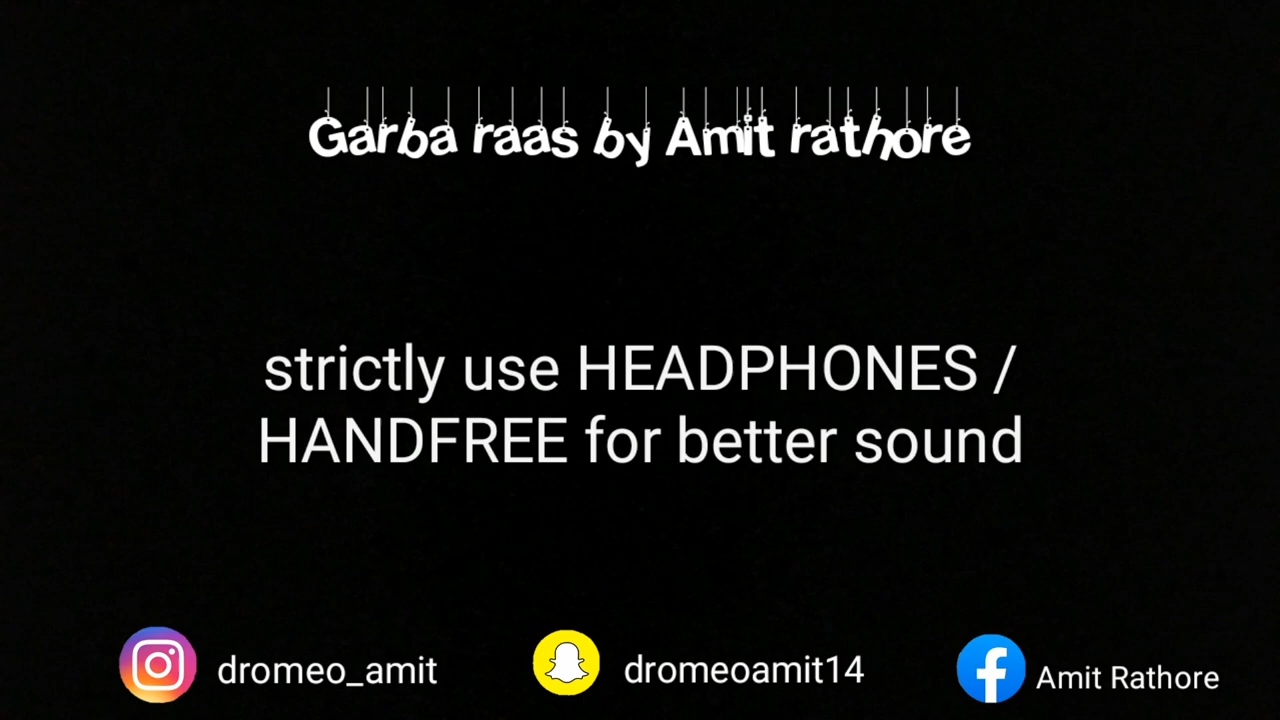 Garba raas by Amit rathore
strictly use HEADPHONES /
HANDFREE for better sound
dromeo_amit
dromeoamit14
Amit Rathore